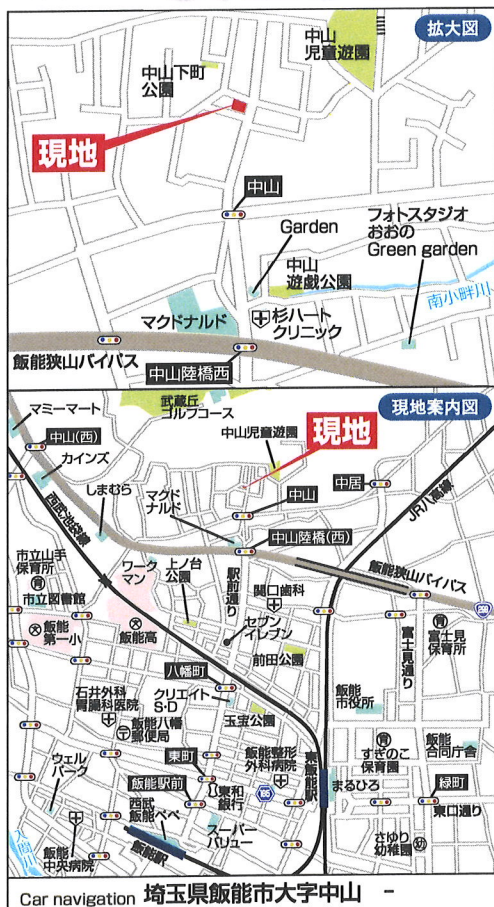 拡大図
中山
児童遊園
中山下町
公園
現地
中山
Garden
フォトスタジオ
おおの
Green garden
中山
遊戯公園
南小畔川
マクドナルド
杉ハート
クリニック
飯能狭山バイパス
中山陸橋西
現地案内図
武蔵丘
ゴルフコース
マミーマート
中山(西)
中山児童遊園
現地
カインズ
しまむら
マクド
ナルド
中山
中居
JR八高線
西武池袋線
中山陸橋(西)
市立山手
保育所
育
ワーク
マン
上ノ台
公園
駅前通り
関口歯科
飯能狭山バイパス
299
市立図書館
文
飯能
第一小
文
飯能高
セブン
イレブン
富士見通り
育
富士見
保育所
前田公園
八幡町
飯能
市役所
石井外科
胃腸科医院
クリエイト
S・D
玉宝公園
飯能八幡
郵便局
東町
飯能整形
外科病院
東飯能駅
育
すぎのこ
保育園
飯能
合同庁舎
ウェル
パーク
飯能駅前
東和
銀行
まるひろ
緑町
東口通り
西武
飯能ペペ
スーパー
バリュー
飯能駅
飯能
中央病院
さゆり
幼稚園
幼
入間川
Car navigation 埼玉県飯能市大字中山 -